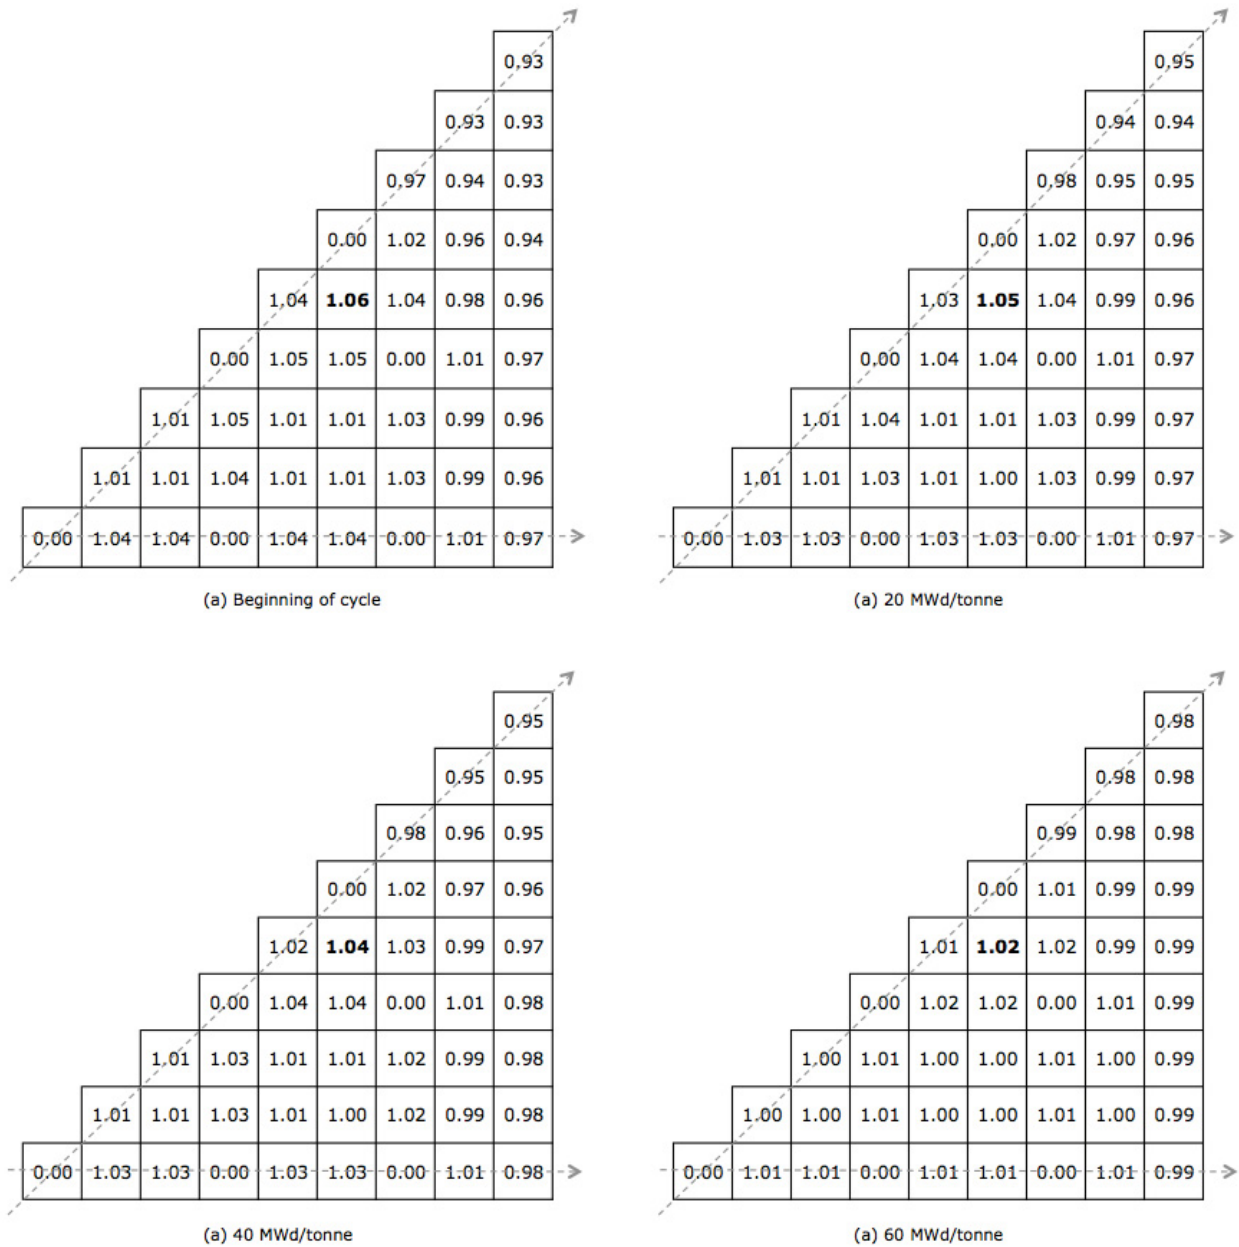 0.93
0.93 0.93
0.97 0.94 0.93
0.00 1.02 0.96 0.94
1.04 1.06 1.04 0.98 0.96
0.00 1.05 1.05 0.00 1.01 0.97
1.01 1.05 1.01 1.01 1.03 0.99 0.96
1.01 1.01 1.04 1.01 1.01 1.03 0.99 0.96
0.00 1.04 1.04 0.00 1.04 1.04 0.00 1.01 0.97
(a) Beginning of cycle
0.95
0.94 0.94
0.98 0.95 0.95
0.00 1.02 0.97 0.96
1.03 1.05 1.04 0.99 0.96
0.00 1.04 1.04 0.00 1.01 0.97
1.01 1.04 1.01 1.01 1.03 0.99 0.97
1.01 1.01 1.03 1.01 1.00 1.03 0.99 0.97
0.00 1.03 1.03 0.00 1.03 1.03 0.00 1.01 0.97
(a) 20 MWd/tonne
0.95
0.95 0.95
0.98 0.96 0.95
0.00 1.02 0.97 0.96
1.02 1.04 1.03 0.99 0.97
0.00 1.04 1.04 0.00 1.01 0.98
1.01 1.03 1.01 1.01 1.02 0.99 0.98
1.01 1.01 1.03 1.01 1.00 1.02 0.99 0.98
0.00 1.03 1.03 0.00 1.03 1.03 0.00 1.01 0.98
(a) 40 MWd/tonne
0.98
0.98 0.98
0.99 0.98 0.98
0.00 1.01 0.99 0.99
1.01 1.02 1.02 0.99 0.99
0.00 1.02 1.02 0.00 1.01 0.99
1.00 1.01 1.00 1.00 1.01 1.00 0.99
1.00 1.00 1.01 1.00 1.00 1.01 1.00 0.99
0.00 1.01 1.01 0.00 1.01 1.01 0.00 1.01 0.99
(a) 60 MWd/tonne